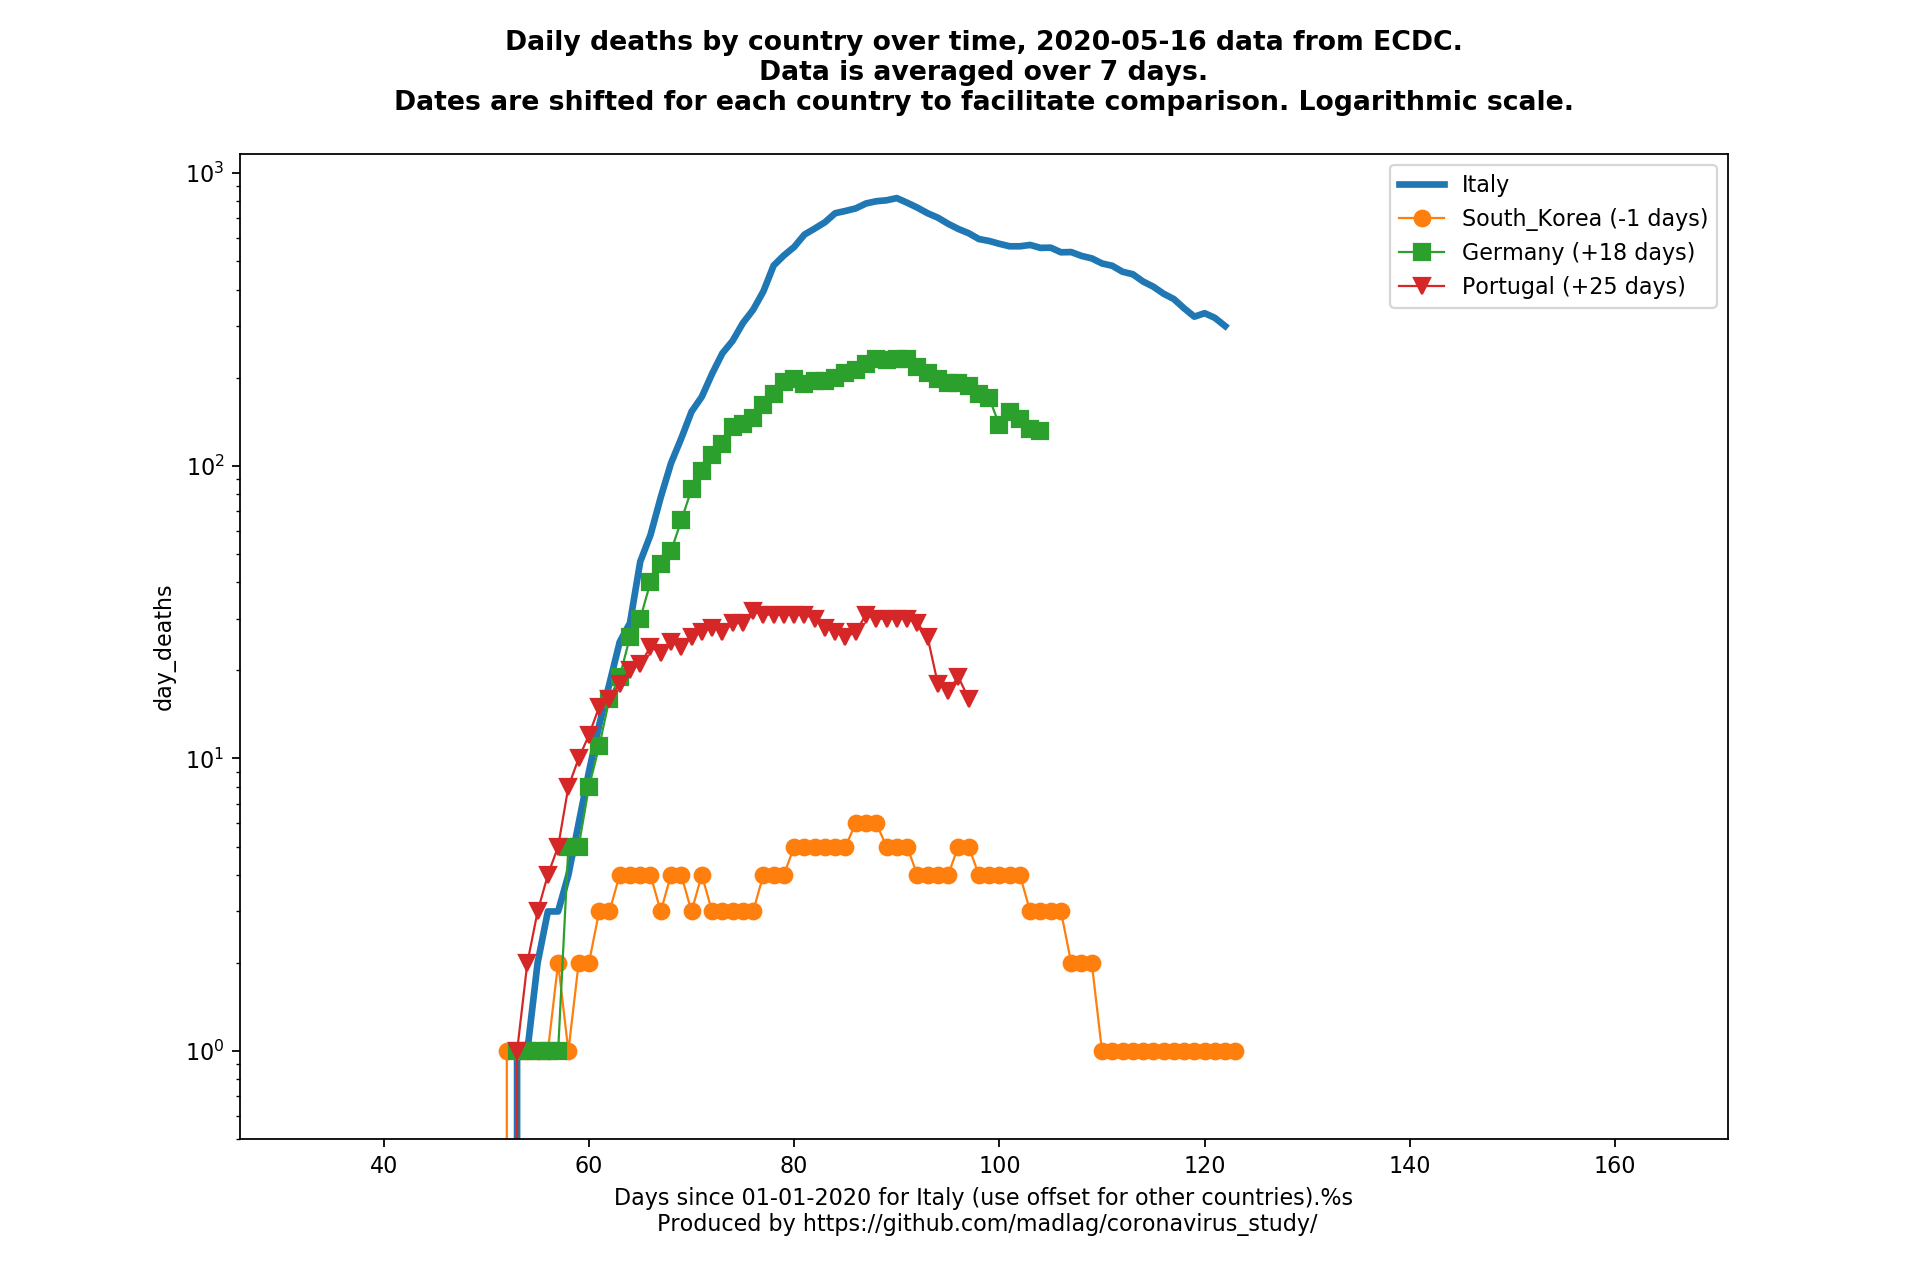 Daily deaths by country over time, 2020-05-16 data from ECDC.
Data is averaged over 7 days.
Dates are shifted for each country to facilitate comparison. Logarithmic scale.
Italy
South_Korea (-1 days)
Germany (+18 days)
Portugal (+25 days)
day_deaths
10³
10²
10¹
10⁰
40 60 80 100 120 140 160
Days since 01-01-2020 for Italy (use offset for other countries).%s
Produced by https://github.com/madlag/coronavirus_study/